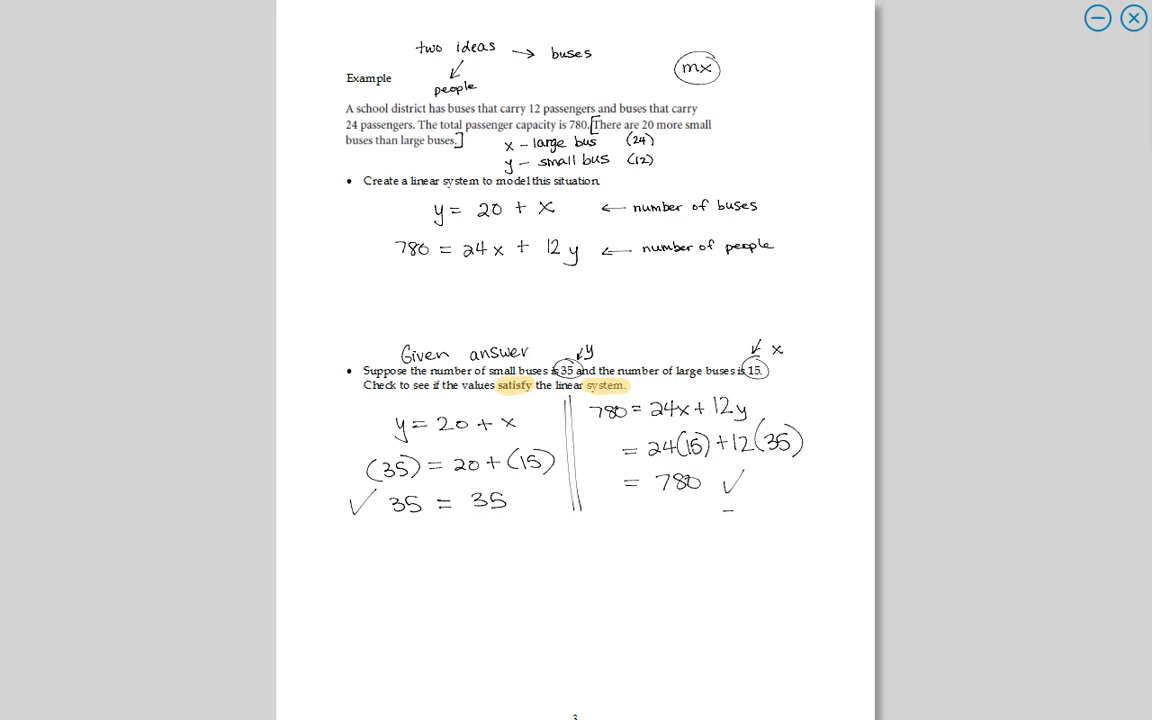 two ideas → buses
mx
Example
people
A school district has buses that carry 12 passengers and buses that carry
24 passengers. The total passenger capacity is 780. [There are 20 more small
buses than large buses.]
x – large bus (24)
y – small bus (12)
• Create a linear system to model this situation.
y = 20 + x ← number of buses
780 = 24x + 12y ← number of people
Given answer
y
x
• Suppose the number of small buses is 35 and the number of large buses is 15.
Check to see if the values satisfy the linear system.
y = 20 + x
(35) = 20 + (15)
✓ 35 = 35
780 = 24x + 12y
= 24(15) + 12(35)
= 780 ✓
3